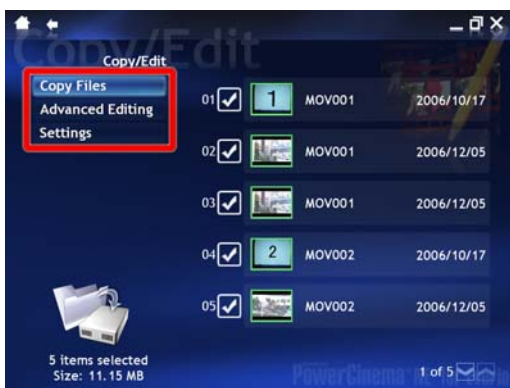 Copy/Edit
Copy/Edit
Copy Files
Advanced Editing
Settings
01 1 MOV001 2006/10/17
02 MOV001 2006/12/05
03 MOV001 2006/12/05
04 2 MOV002 2006/10/17
05 MOV002 2006/12/05
5 items selected
Size: 11.15 MB
PowerCinema
1 of 5